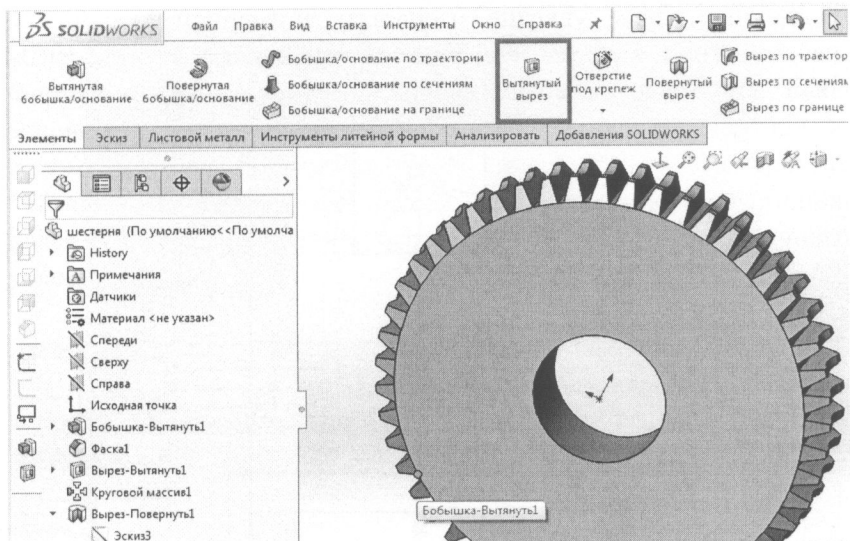 DS SOLIDWORKS Файл Правка Вид Вставка Инструменты Окно Справка
Вытянутая бобышка/основание
Повернутая бобышка/основание
Бобышка/основание по траектории
Бобышка/основание по сечениям
Бобышка/основание на границе
Вытянутый вырез
Отверстие под крепеж
Повернутый вырез
Вырез по траектор
Вырез по сечениям
Вырез по границе
Элементы Эскиз Листовой металл Инструменты литейной формы Анализировать Добавления SOLIDWORKS
шестерня (По умолчанию<<По умолча
History
Примечания
Датчики
Материал <не указан>
Спереди
Сверху
Справа
Исходная точка
Бобышка-Вытянуть1
Фаска1
Вырез-Вытянуть1
Круговой массив1
Вырез-Повернуть1
Эскиз3
Бобышка-Вытянуть1